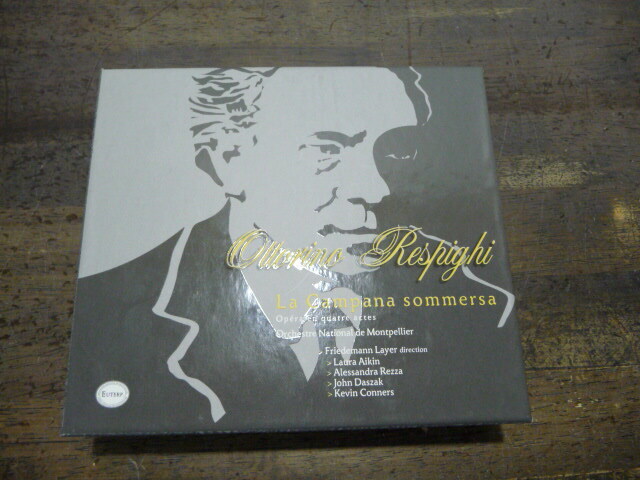 Ottorino Respighi
La Campana sommersa
Opéra en quatre actes
Orchestre National de Montpellier
> Friedemann Layer direction
> Laura Aikin
> Alessandra Rezza
> John Daszak
> Kevin Conners
EUTERP